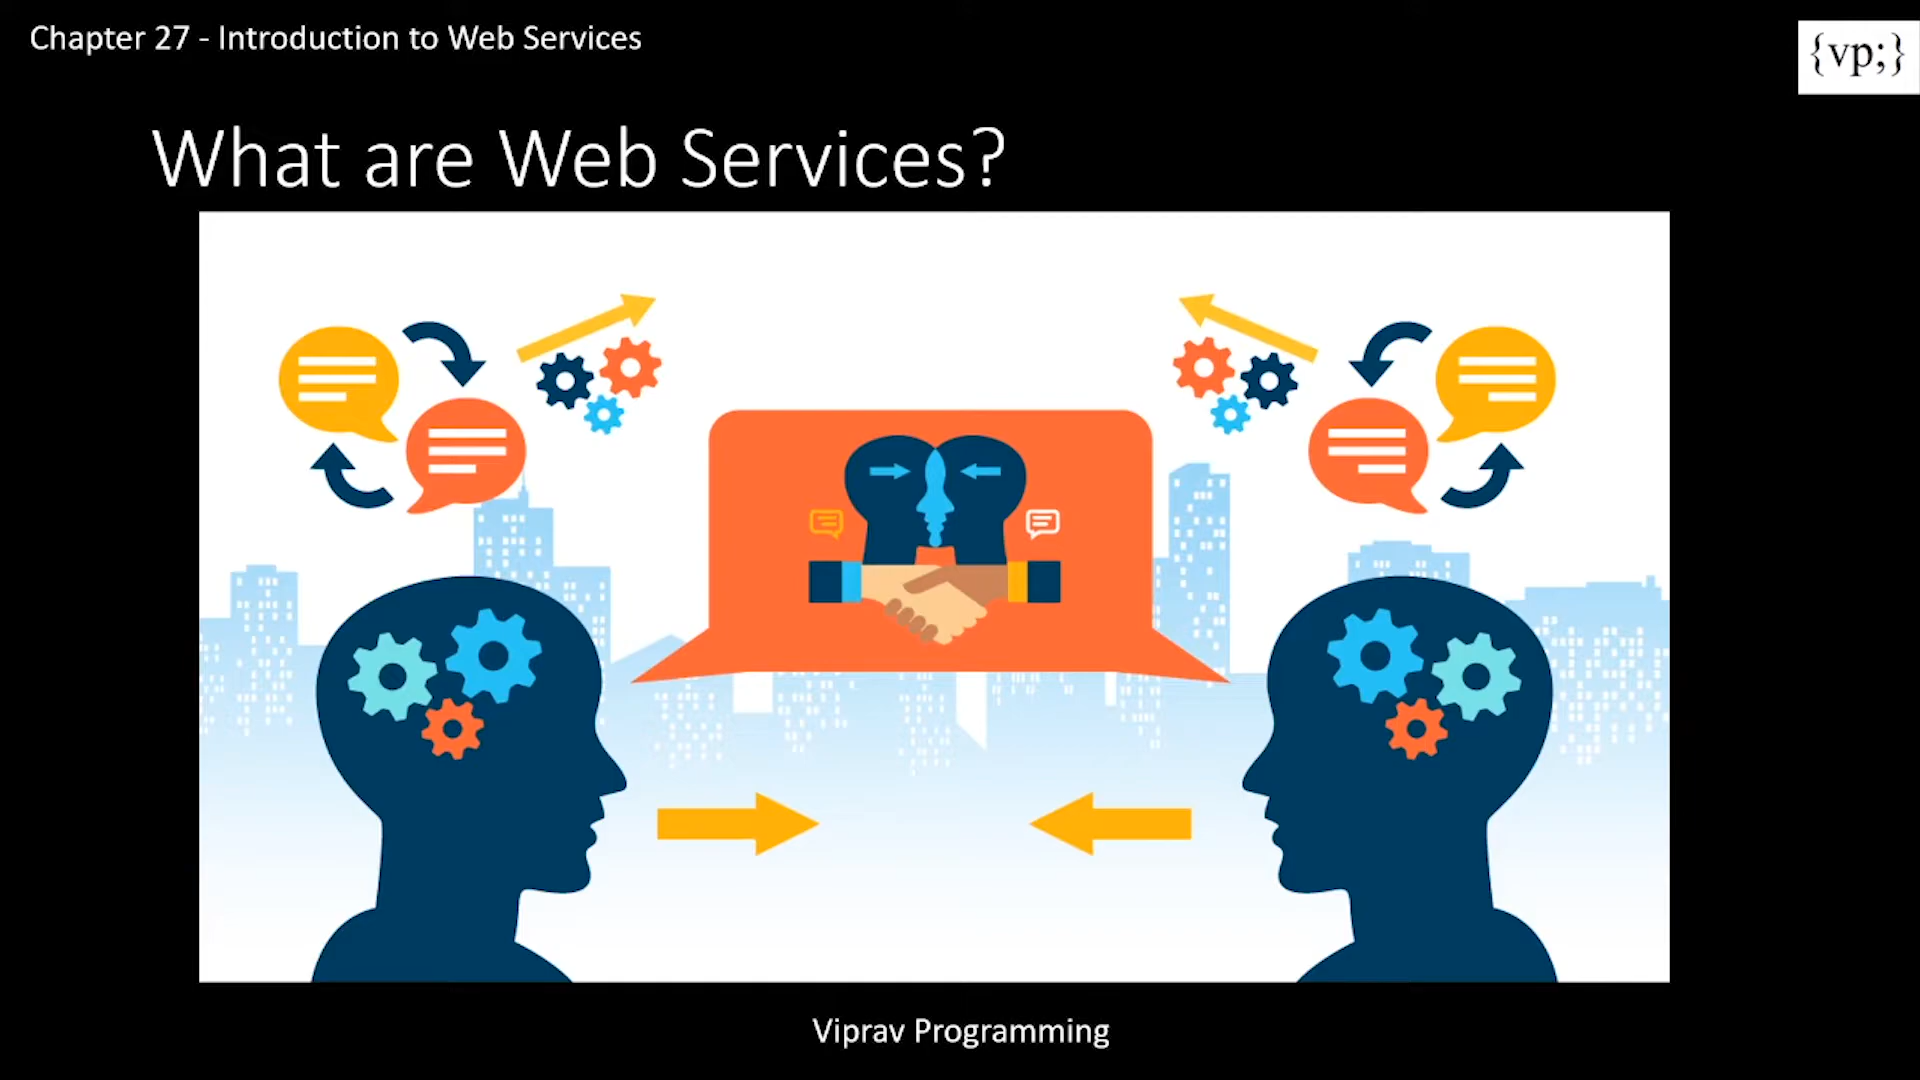 Chapter 27 - Introduction to Web Services
{vp;}
What are Web Services?
Viprav Programming